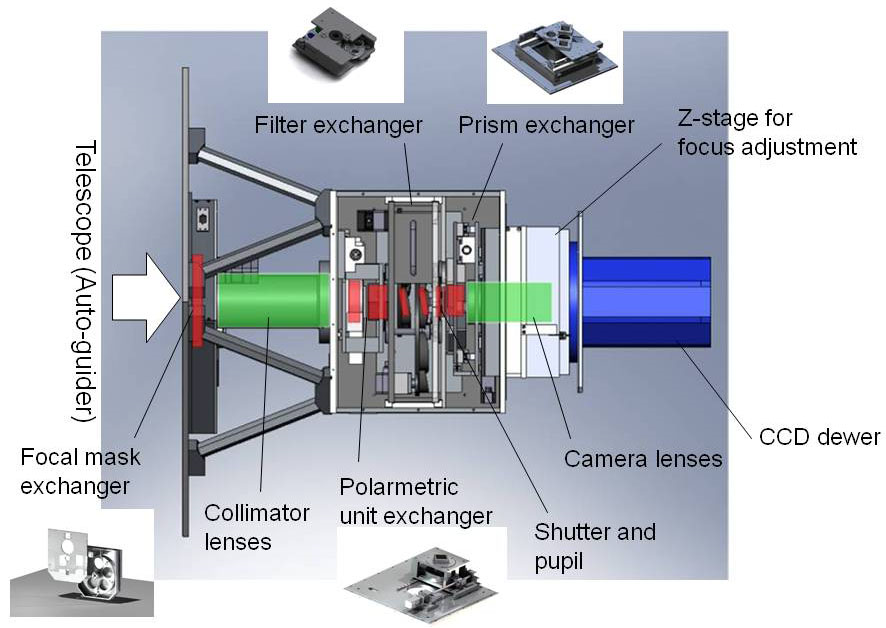 Filter exchanger
Prism exchanger
Z-stage for
focus adjustment
Telescope (Auto-guider)
Focal mask
exchanger
Collimator
lenses
Polarmetric
unit exchanger
Shutter and
pupil
Camera lenses
CCD dewer